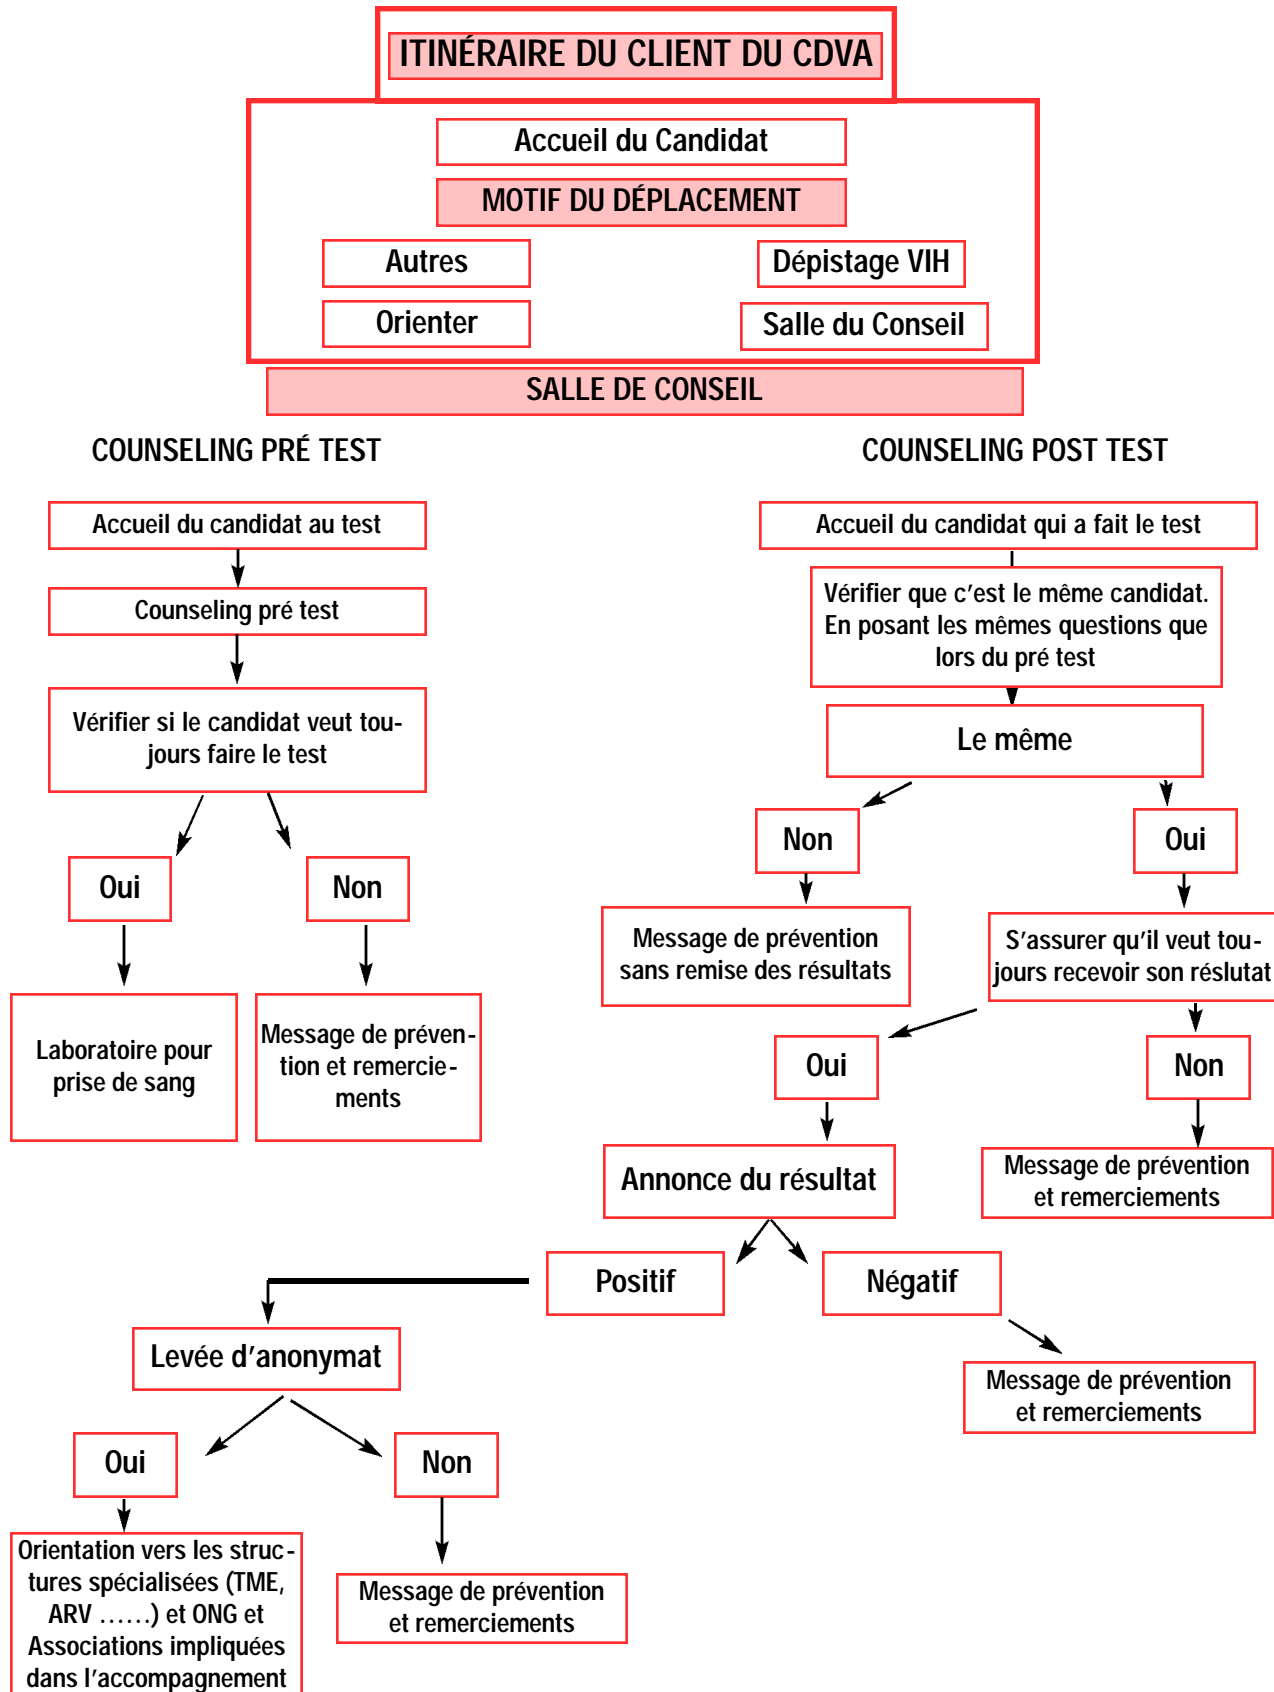 ITINÉRAIRE DU CLIENT DU CDVA
Accueil du Candidat
MOTIF DU DÉPLACEMENT
Autres
Dépistage VIH
Orienter
Salle du Conseil
SALLE DE CONSEIL
COUNSELING PRÉ TEST
Accueil du candidat au test
Counseling pré test
Vérifier si le candidat veut tou-
jours faire le test
Oui
Non
Laboratoire pour
prise de sang
Message de préven-
tion et remercie-
ments
COUNSELING POST TEST
Accueil du candidat qui a fait le test
Vérifier que c'est le même candidat.
En posant les mêmes questions que
lors du pré test
Le même
Non
Oui
Message de prévention
sans remise des résultats
S'assurer qu'il veut tou-
jours recevoir son réslutat
Oui
Non
Annonce du résultat
Message de prévention
et remerciements
Positif
Négatif
Levée d'anonymat
Message de prévention
et remerciements
Oui
Non
Orientation vers les struc-
tures spécialisées (TME,
ARV ......) et ONG et
Associations impliquées
dans l'accompagnement
Message de prévention
et remerciements